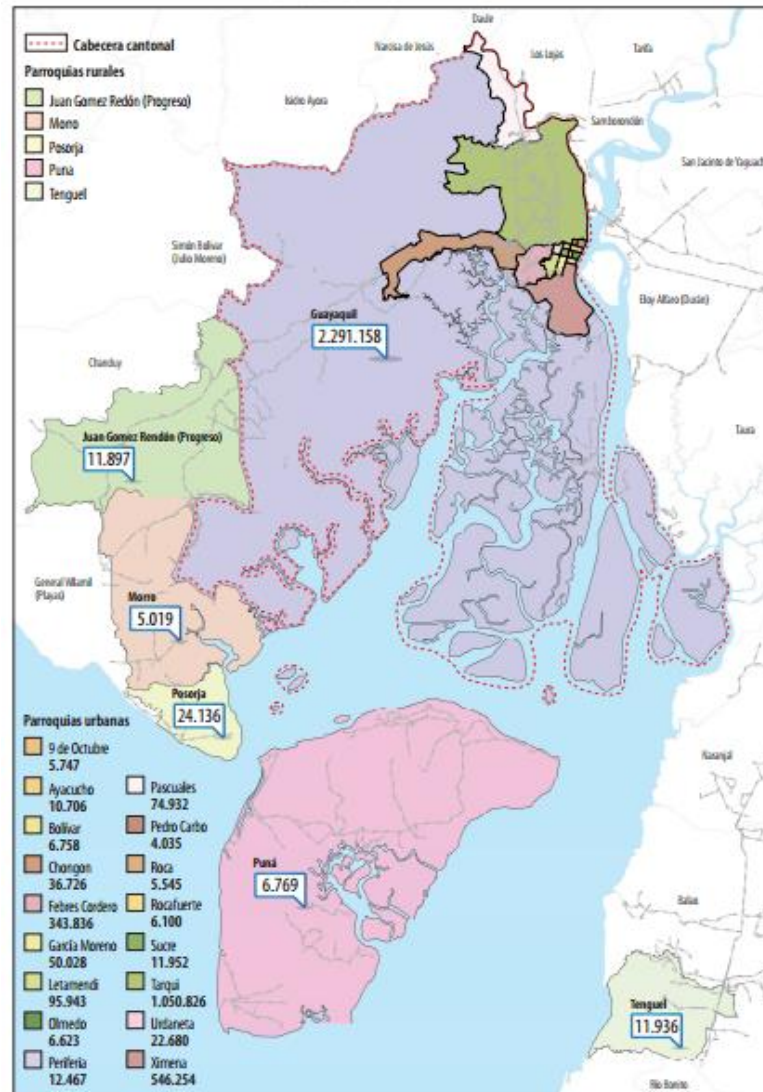 Daule
Narcisa de Jesús
Los Lojas
Tarifa
Cabecera cantonal
Parroquias rurales
Juan Gomez Redón (Progreso)
Morro
Posorja
Puna
Tenguel
Isidro Ayora
Samborondón
San Jacinto de Yaguach
Simón Bolívar
(Julio Moreno)
Eloy Alfaro (Durán)
Guayaquil
2.291.158
Chanduy
Taura
Juan Gomez Rendón (Progreso)
11.897
General Villamil
(Playas)
Morro
5.019
Posorja
24.136
Naranjal
Puná
6.769
Balao
Tenguel
11.936
Río Bonito
Parroquias urbanas
9 de Octubre
5.747
Ayacucho
10.706
Bolívar
6.758
Chongon
36.726
Febres Cordero
343.836
García Moreno
50.028
Letamendi
95.943
Olmedo
6.623
Periferia
12.467
Pascuales
74.932
Pedro Carbo
4.035
Roca
5.545
Rocafuerte
6.100
Sucre
11.952
Tarqui
1.050.826
Urdaneta
22.680
Ximena
546.254